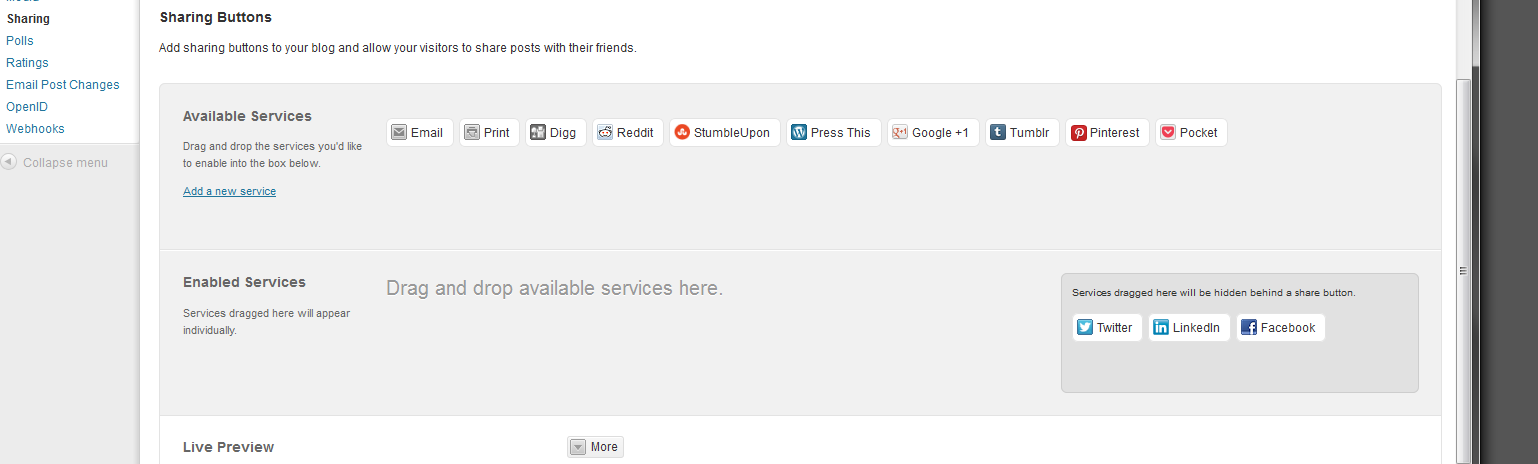 Sharing
Polls
Ratings
Email Post Changes
OpenID
Webhooks
Collapse menu
Sharing Buttons
Add sharing buttons to your blog and allow your visitors to share posts with their friends.
Available Services
Drag and drop the services you'd like
to enable into the box below.
Add a new service
Email Print Digg Reddit StumbleUpon Press This Google +1 Tumblr Pinterest Pocket
Enabled Services
Services dragged here will appear
individually.
Drag and drop available services here.
Services dragged here will be hidden behind a share button.
Twitter LinkedIn Facebook
Live Preview
More